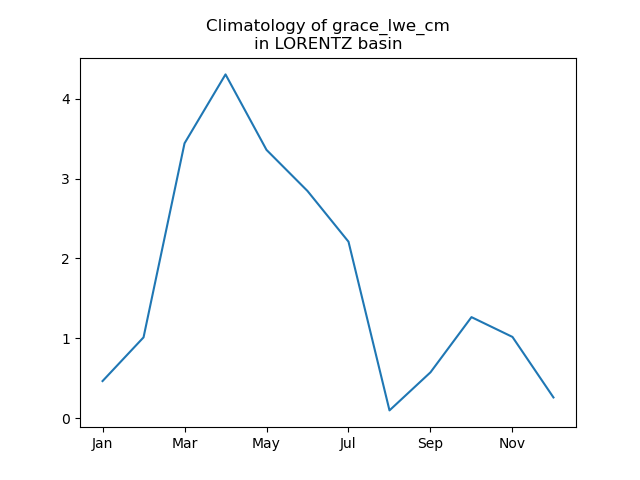 Climatology of grace_lwe_cm
in LORENTZ basin
4
3
2
1
0
Jan
Mar
May
Jul
Sep
Nov